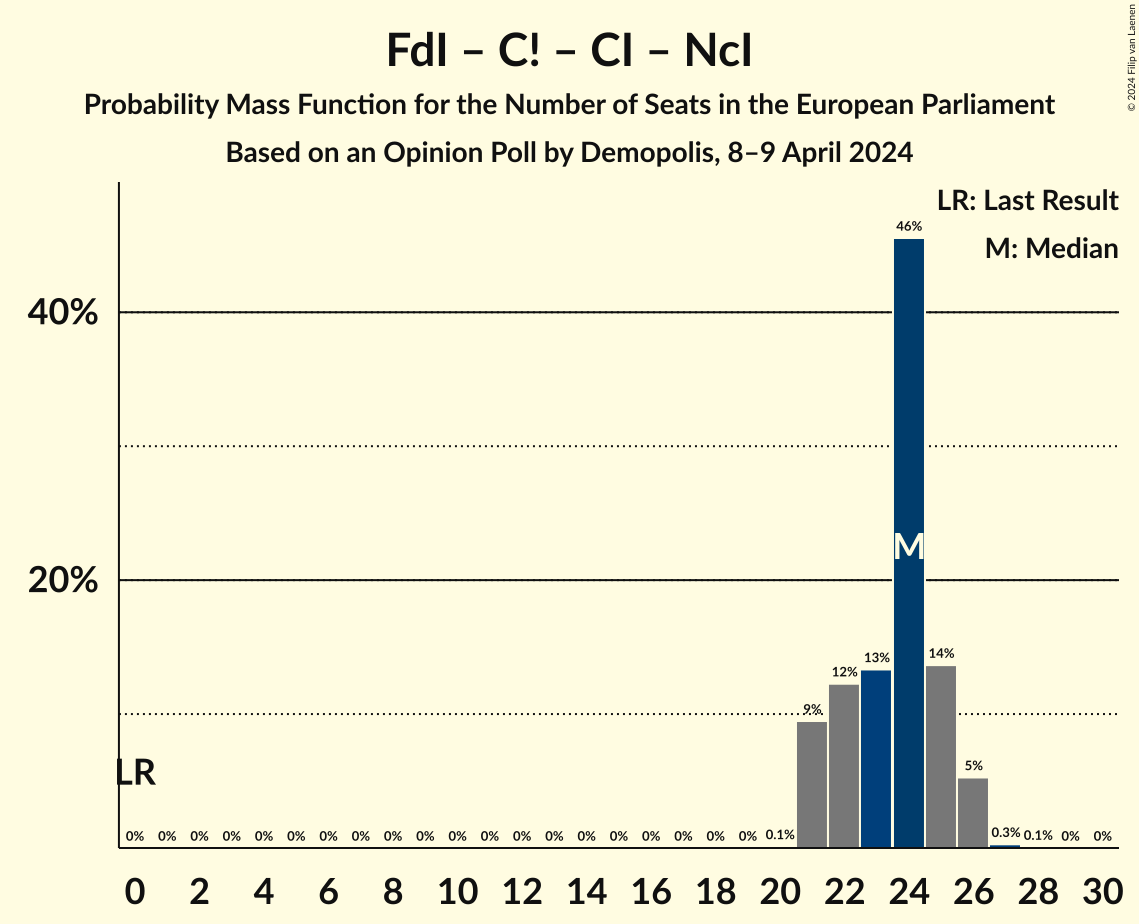 FdI – C! – CI – NcI
Probability Mass Function for the Number of Seats in the European Parliament
Based on an Opinion Poll by Demopolis, 8–9 April 2024
© 2024 Filip van Laenen
LR: Last Result
M: Median
46%
40%
M
20%
14%
13%
12%
9%
5%
LR
0% 0% 0% 0% 0% 0% 0% 0% 0% 0% 0% 0% 0% 0% 0% 0% 0% 0% 0% 0% 0.1% 0.3% 0.1% 0% 0%
0 2 4 6 8 10 12 14 16 18 20 22 24 26 28 30